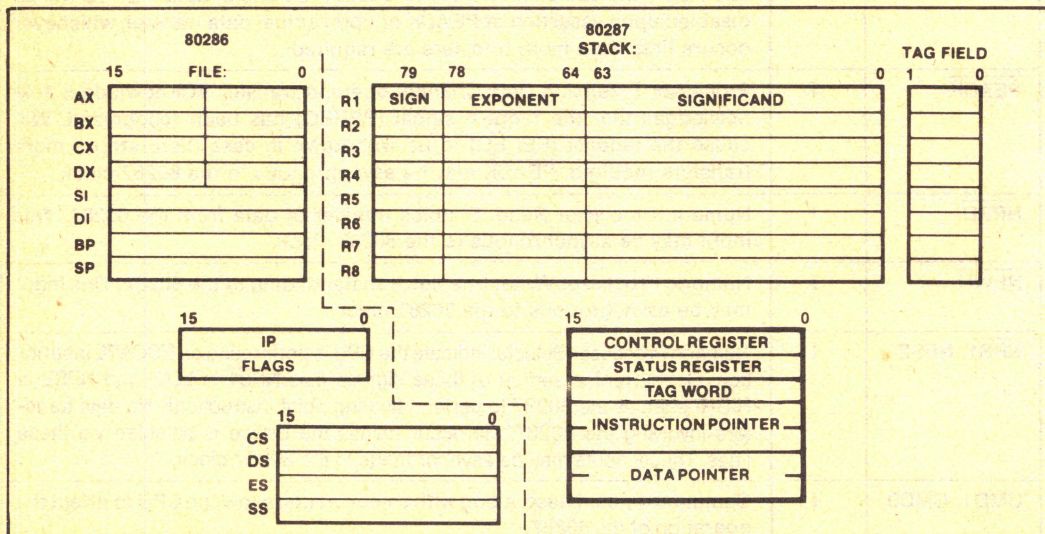 80286
15 FILE: 0
AX
BX
CX
DX
SI
DI
BP
SP
80287
STACK:
79 78 64 63 0
SIGN EXPONENT SIGNIFICAND
R1
R2
R3
R4
R5
R6
R7
R8
TAG FIELD
1 0
15 0
IP
FLAGS
15 0
CS
DS
ES
SS
15 0
CONTROL REGISTER
STATUS REGISTER
TAG WORD
INSTRUCTION POINTER
DATA POINTER